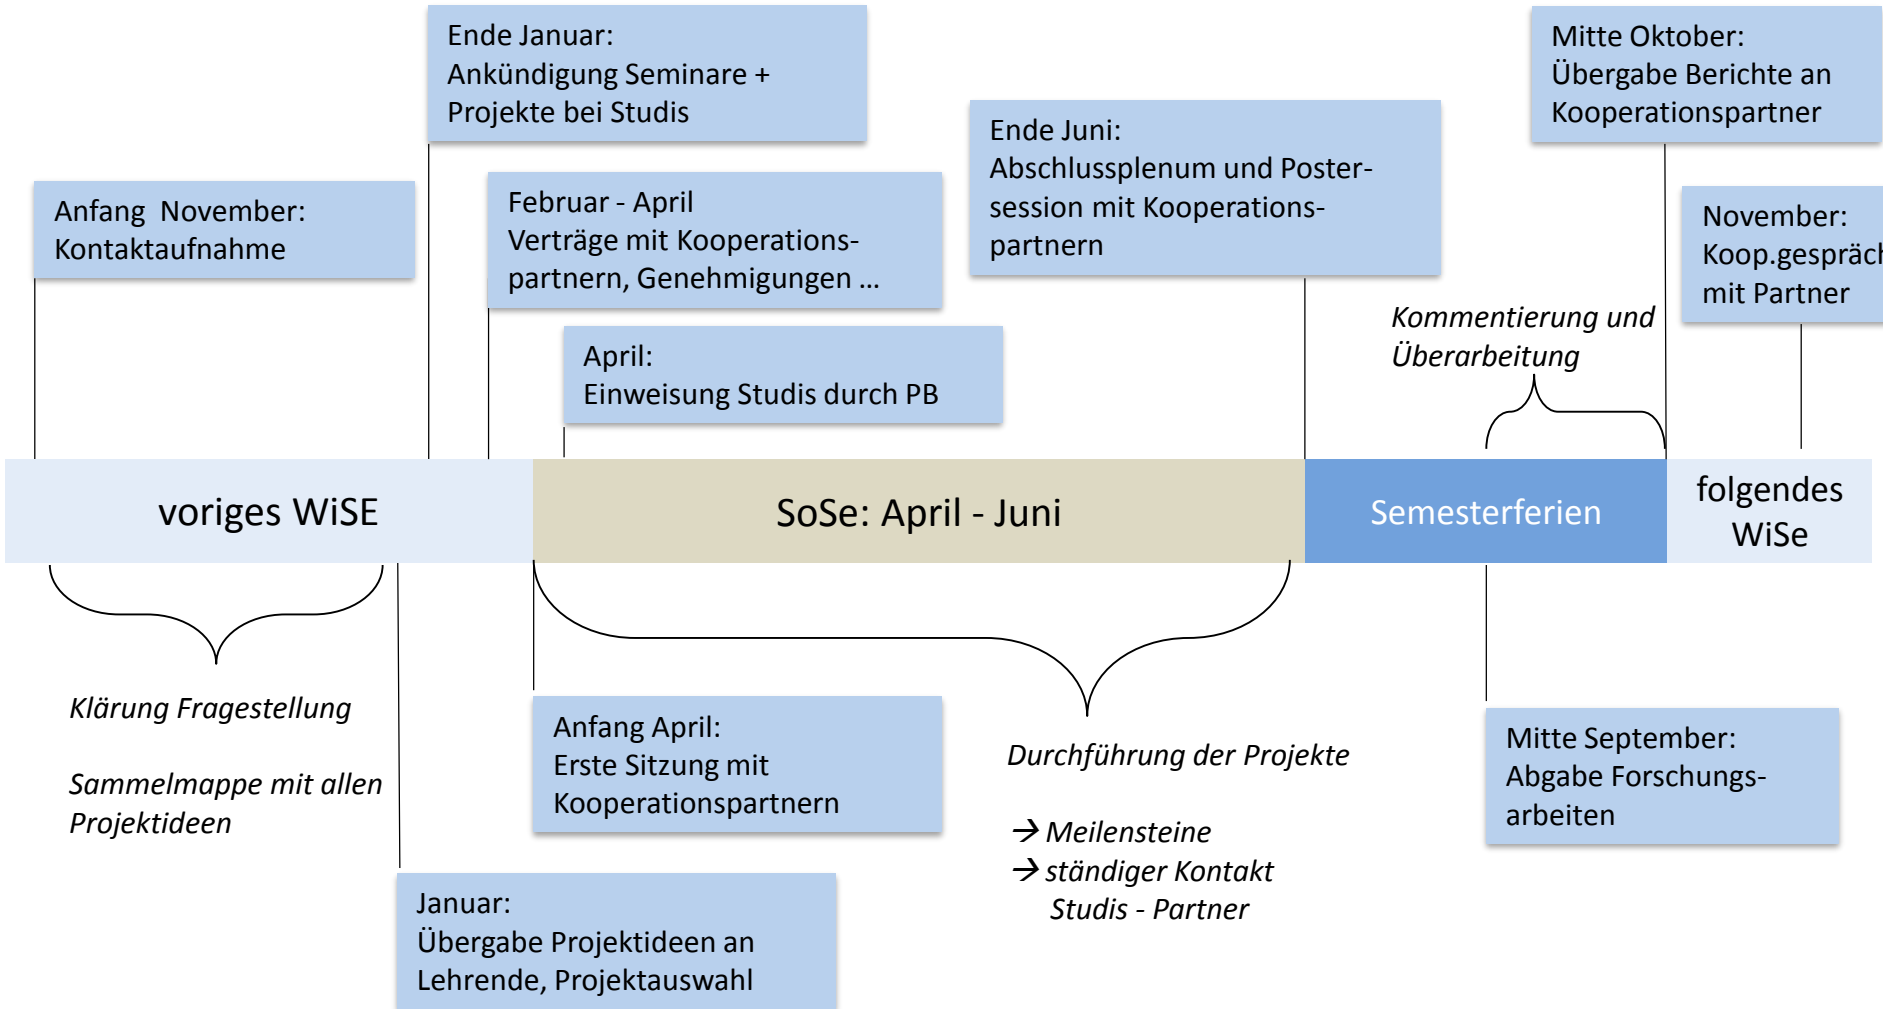 Ende Januar:
Ankündigung Seminare +
Projekte bei Studis
Mitte Oktober:
Übergabe Berichte an
Kooperationspartner
Ende Juni:
Abschlussplenum und Poster-
session mit Kooperations-
partnern
Anfang  November:
Kontaktaufnahme
Februar - April
Verträge mit Kooperations-
partnern, Genehmigungen ...
November:
Koop.gespräch
mit Partner
Kommentierung und
Überarbeitung
April:
Einweisung Studis durch PB
voriges WiSE
SoSe: April - Juni
Semesterferien
folgendes
WiSe
Klärung Fragestellung
Sammelmappe mit allen
Projektideen
Anfang April:
Erste Sitzung mit
Kooperationspartnern
Durchführung der Projekte
→ Meilensteine
→ ständiger Kontakt
Studis - Partner
Mitte September:
Abgabe Forschungs-
arbeiten
Januar:
Übergabe Projektideen an
Lehrende, Projektauswahl